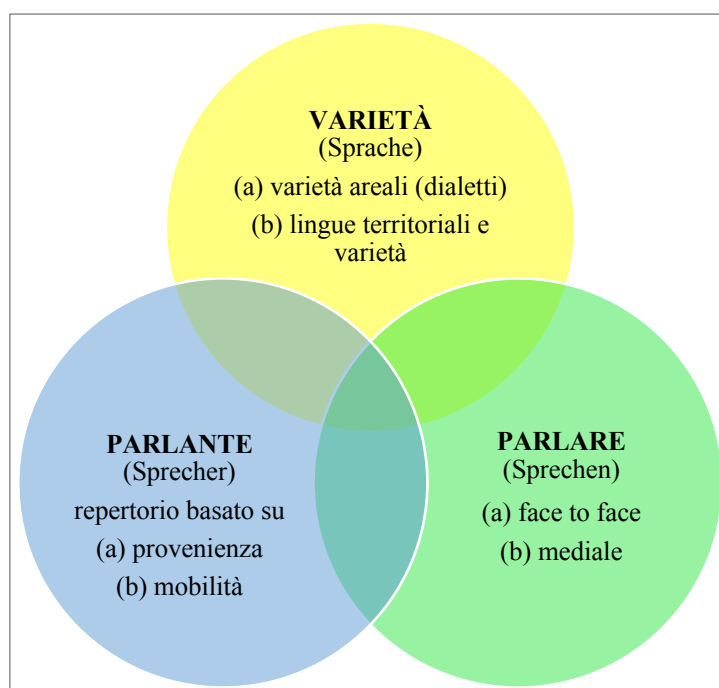 VARIETÀ
(Sprache)
(a) varietà areali (dialetti)
(b) lingue territoriali e
varietà
PARLANTE
(Sprecher)
repertorio basato su
(a) provenienza
(b) mobilità
PARLARE
(Sprechen)
(a) face to face
(b) mediale